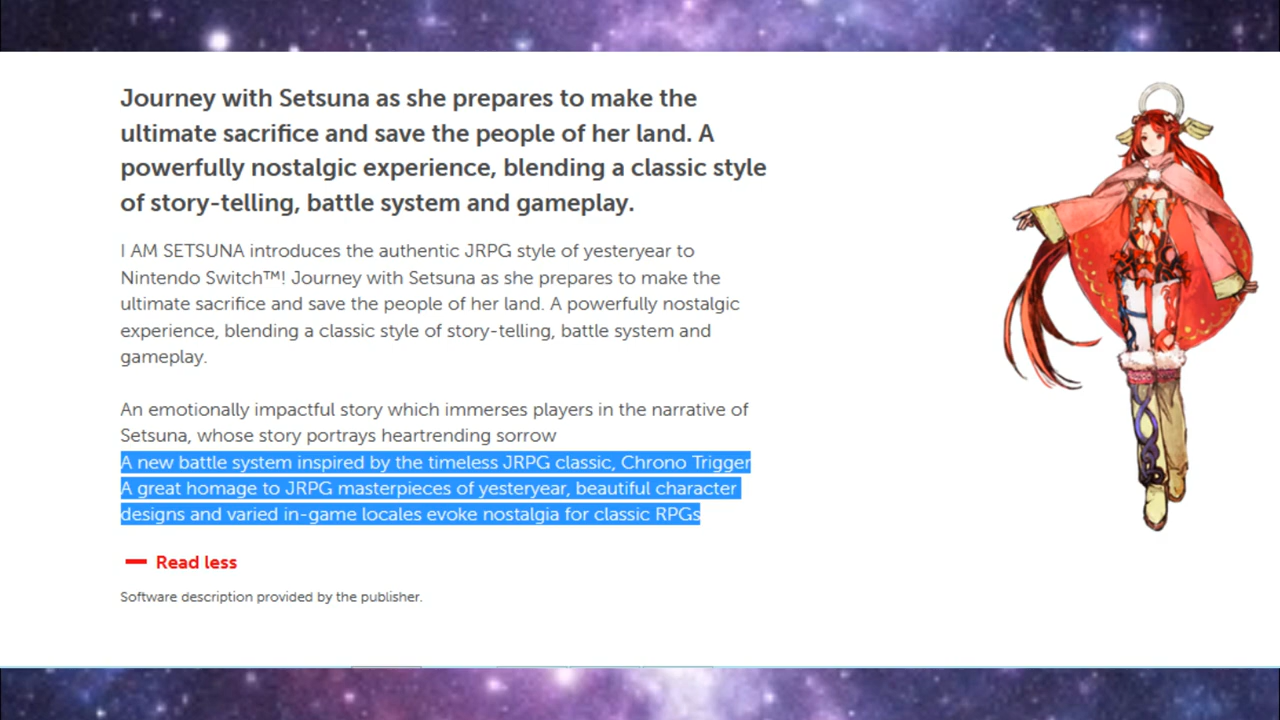 Journey with Setsuna as she prepares to make the
ultimate sacrifice and save the people of her land. A
powerfully nostalgic experience, blending a classic style
of story-telling, battle system and gameplay.
I AM SETSUNA introduces the authentic JRPG style of yesteryear to
Nintendo Switch™! Journey with Setsuna as she prepares to make the
ultimate sacrifice and save the people of her land. A powerfully nostalgic
experience, blending a classic style of story-telling, battle system and
gameplay.
An emotionally impactful story which immerses players in the narrative of
Setsuna, whose story portrays heartrending sorrow
A new battle system inspired by the timeless JRPG classic, Chrono Trigger
A great homage to JRPG masterpieces of yesteryear, beautiful character
designs and varied in-game locales evoke nostalgia for classic RPGs
Read less
Software description provided by the publisher.